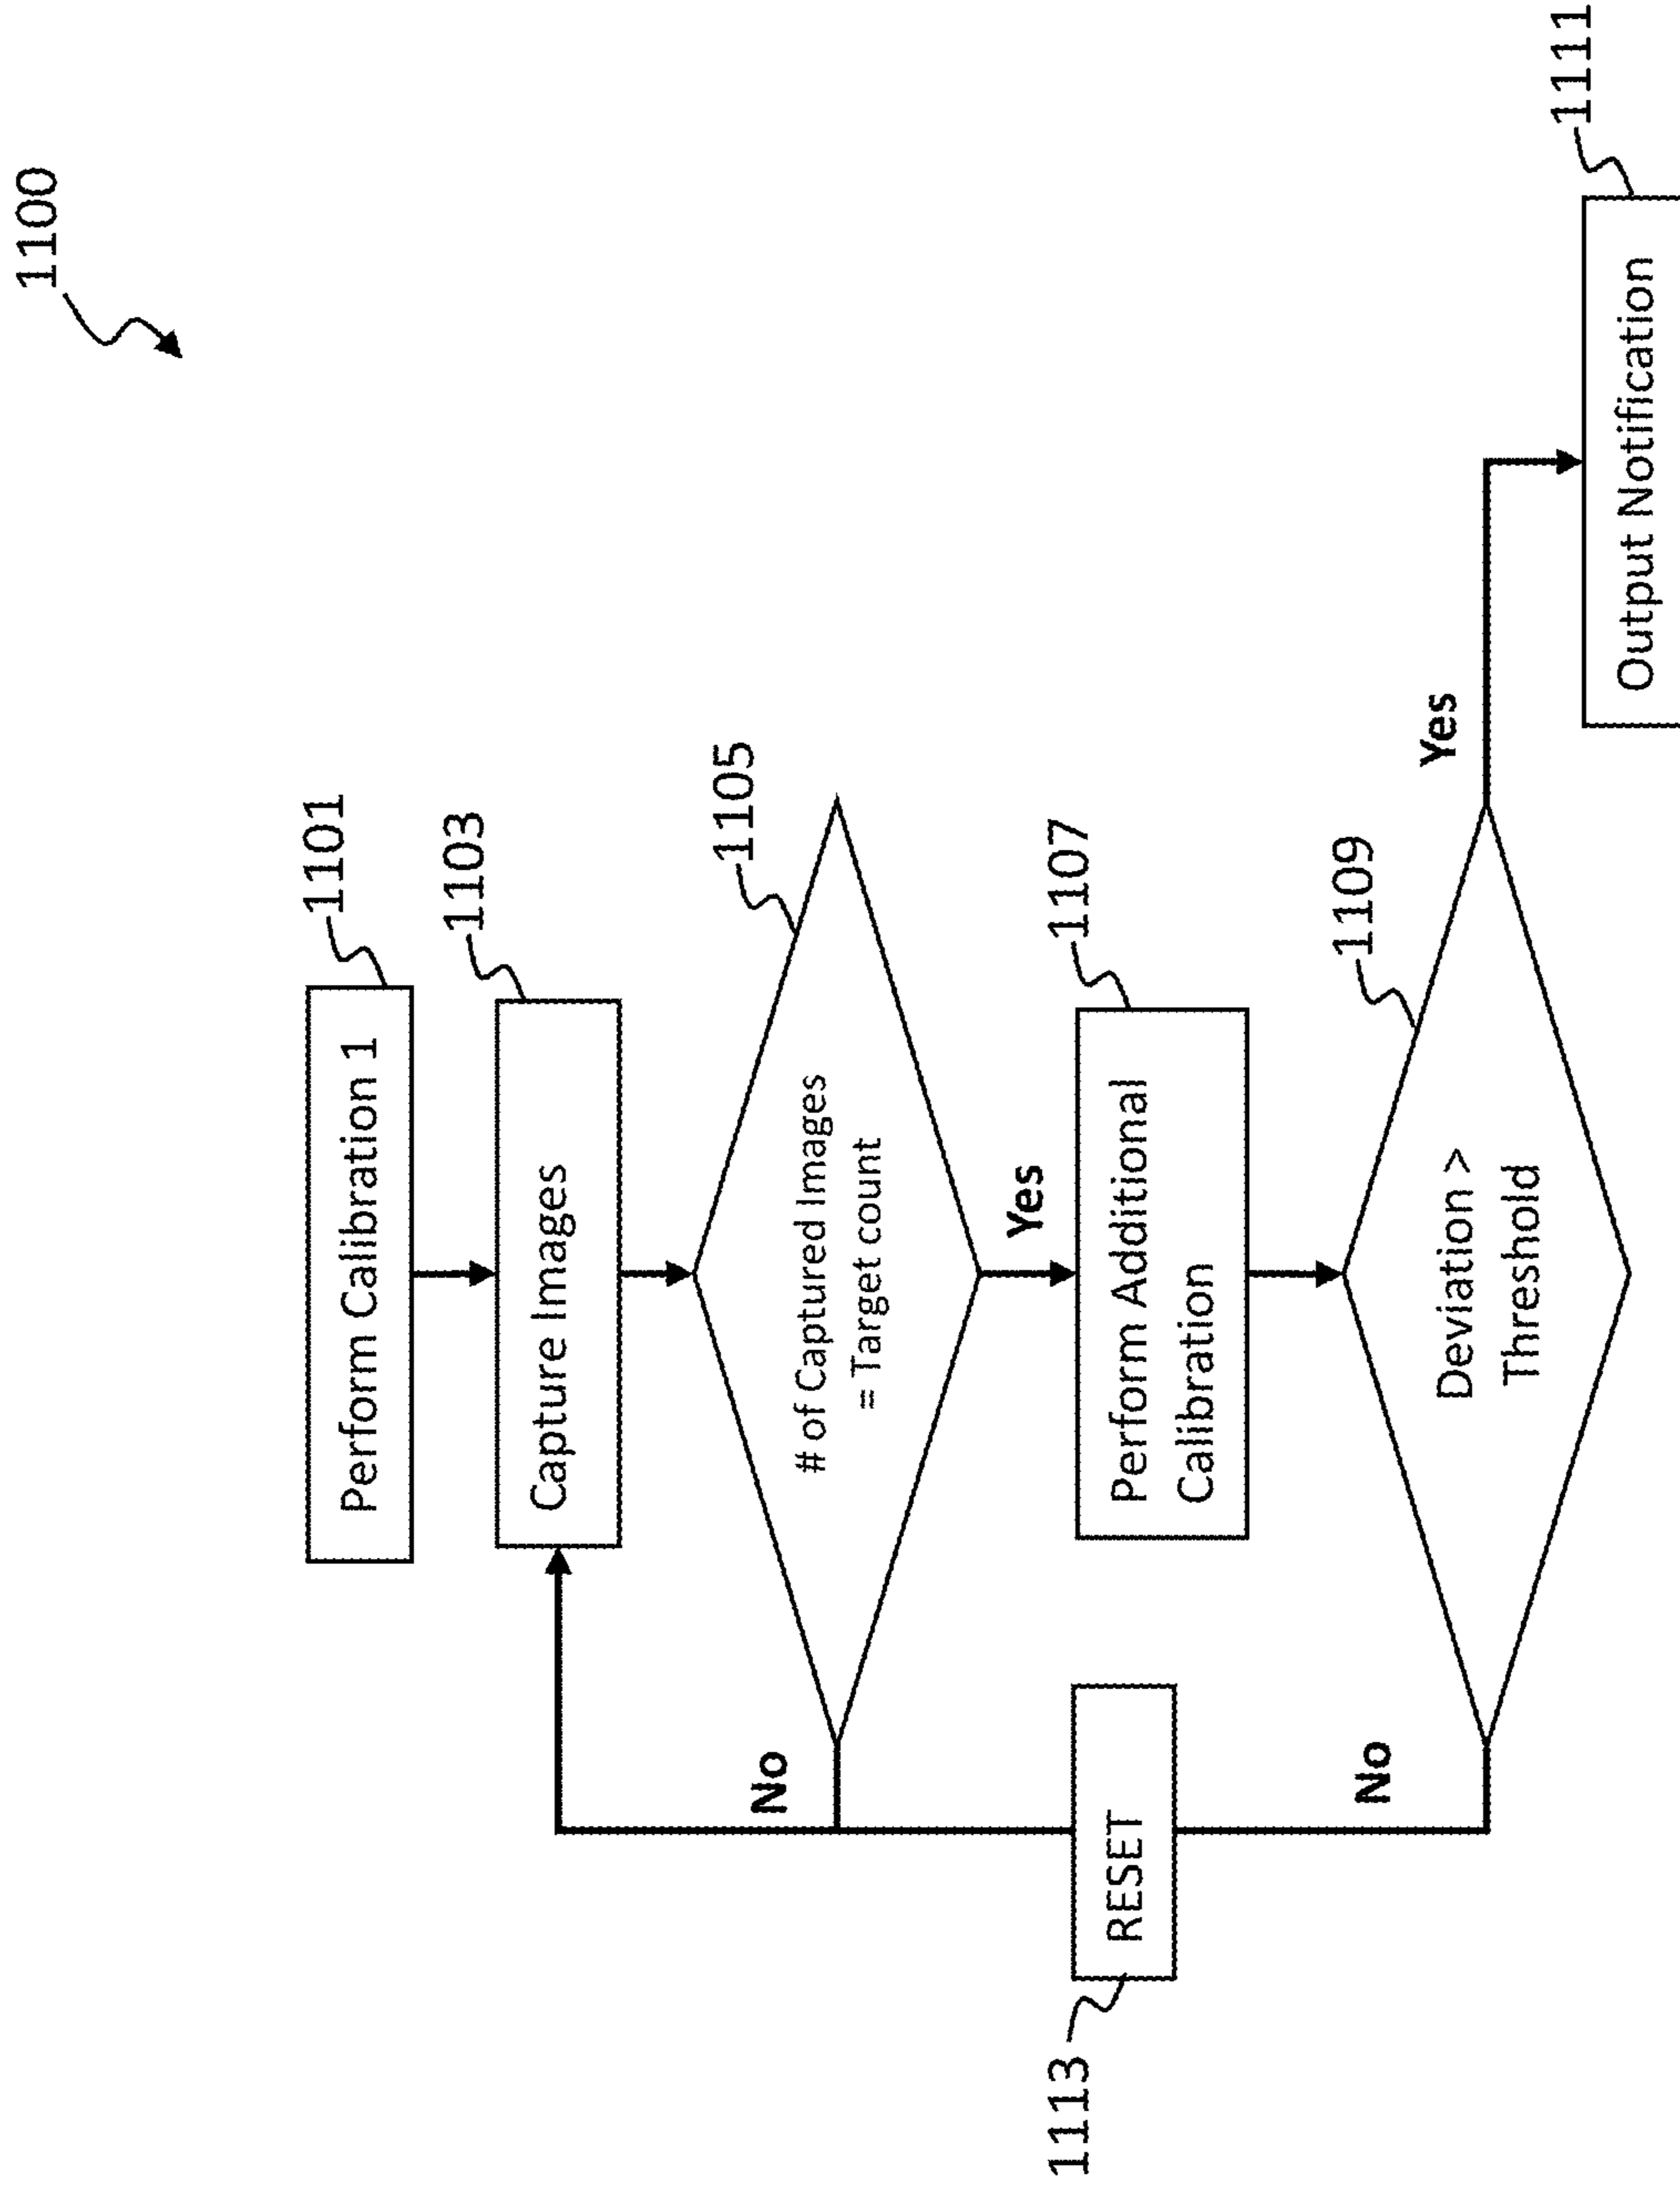 1100
Perform Calibration 1
1101
Capture Images
1103
# of Captured Images
= Target count
1105
No
Yes
Perform Additional
Calibration
1107
RESET
1113
Deviation >
Threshold
1109
No
Yes
Output Notification
1111